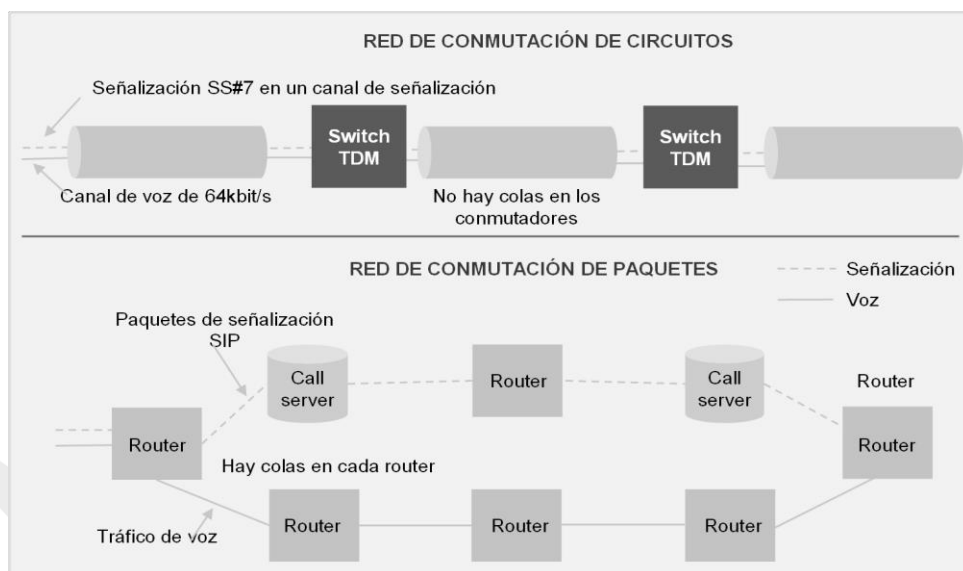 RED DE CONMUTACIÓN DE CIRCUITOS
Señalización SS#7 en un canal de señalización
Switch
TDM
Switch
TDM
Canal de voz de 64kbit/s
No hay colas en los
conmutadores
RED DE CONMUTACIÓN DE PAQUETES
Señalización
Voz
Paquetes de señalización
SIP
Call
server
Router
Call
server
Router
Router
Router
Hay colas en cada router
Tráfico de voz
Router
Router
Router